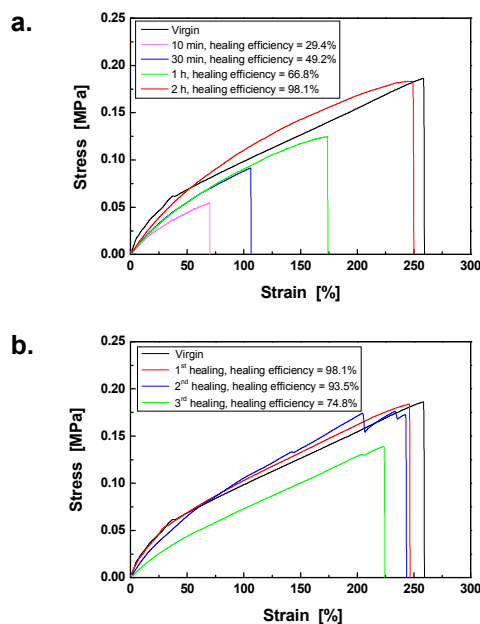 a.
Virgin
10 min, healing efficiency = 29.4%
30 min, healing efficiency = 49.2%
1 h, healing efficiency = 66.8%
2 h, healing efficiency = 98.1%
Stress [MPa]
0.25
0.20
0.15
0.10
0.05
0.00
0 50 100 150 200 250 300
Strain [%]
b.
Virgin
1st healing, healing efficiency = 98.1%
2nd healing, healing efficiency = 93.5%
3rd healing, healing efficiency = 74.8%
Stress [MPa]
0.25
0.20
0.15
0.10
0.05
0.00
0 50 100 150 200 250 300
Strain [%]